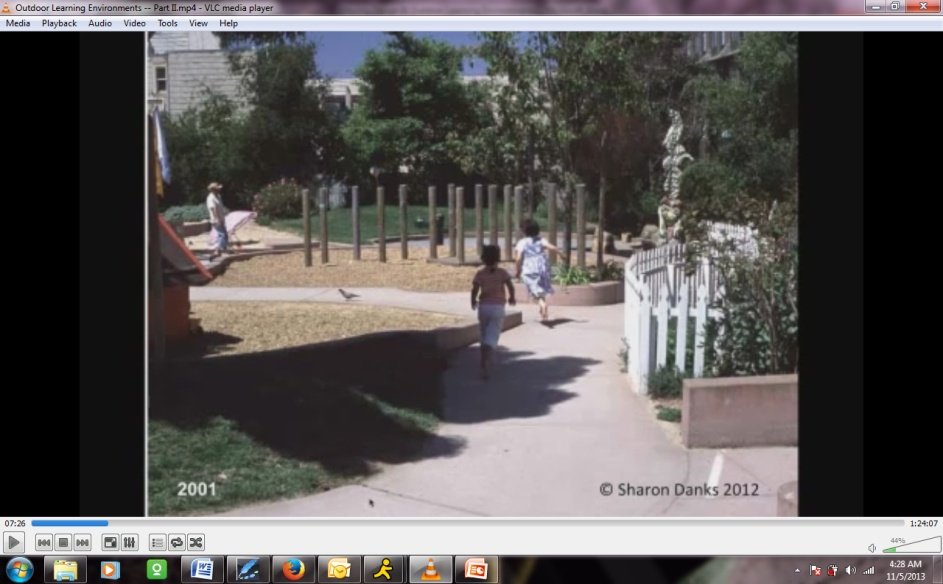 Outdoor Learning Environments -- Part II.mp4 - VLC media player
Media Playback Audio Video Tools View Help
2001
© Sharon Danks 2012
07:26
1:24:07
44%
4:28 AM
11/5/2013